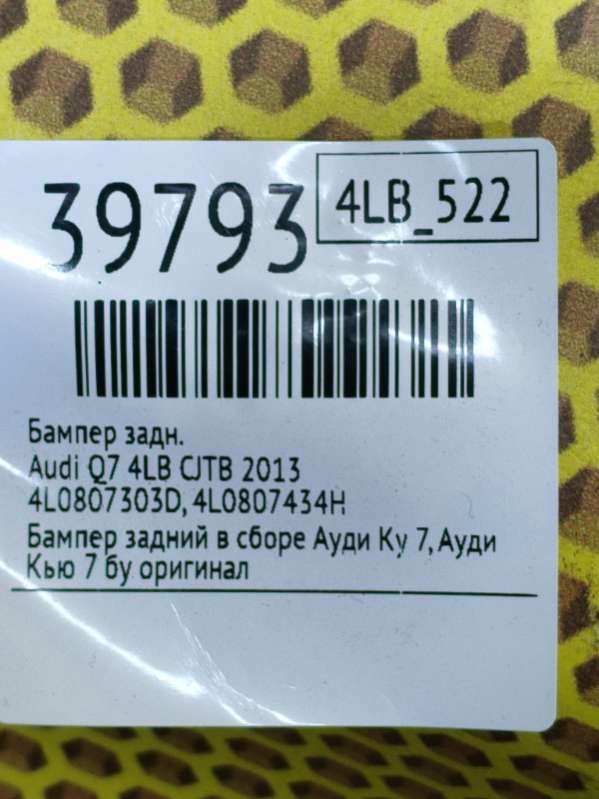 39793
4LB_522
Бампер задн.
Audi Q7 4LB CJTB 2013
4L0807303D, 4L0807434H
Бампер задний в сборе Ауди Ку 7, Ауди
Кью 7 бу оригинал